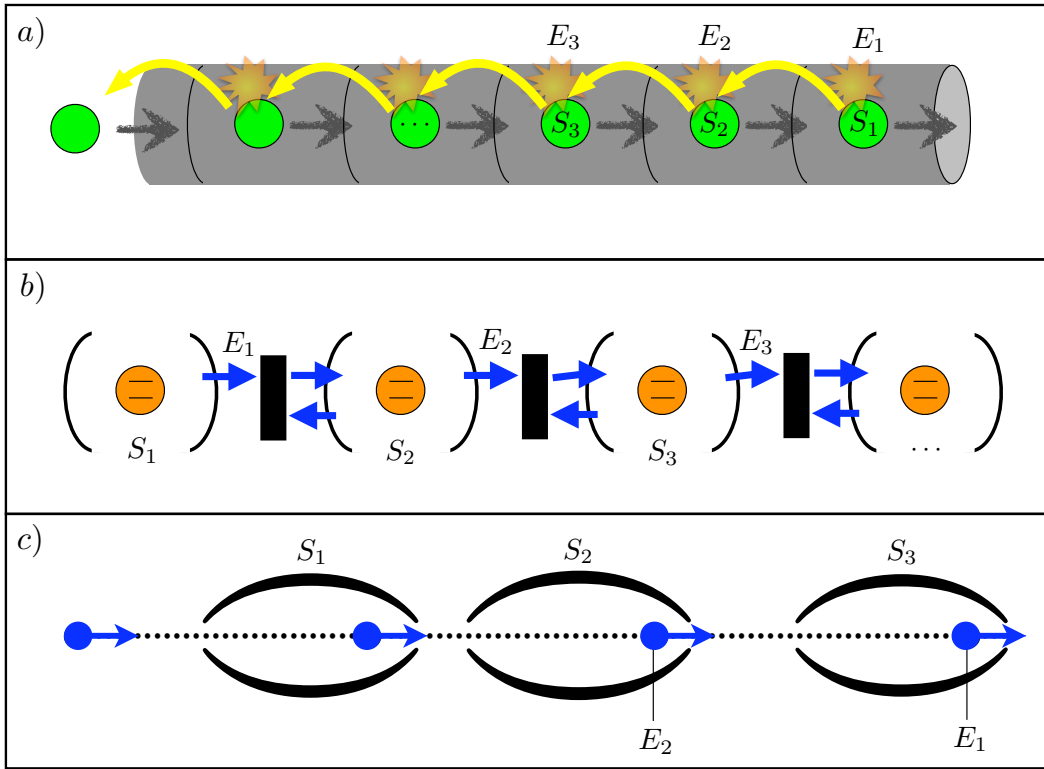 a)
E₃ E₂ E₁
· · · S₃ S₂ S₁
b)
E₁ E₂ E₃
S₁ S₂ S₃ · · ·
c)
S₁ S₂ S₃
E₂ E₁